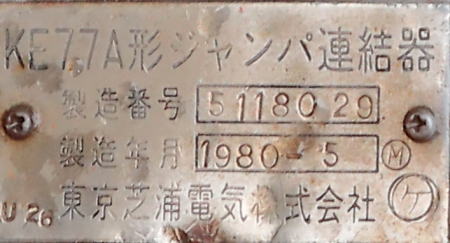 KE77A形ジャンパ連結器
製造番号 5118029
製造年月 1980-5 Ⓜ
U26 東京芝浦電気株式会社 ㋘